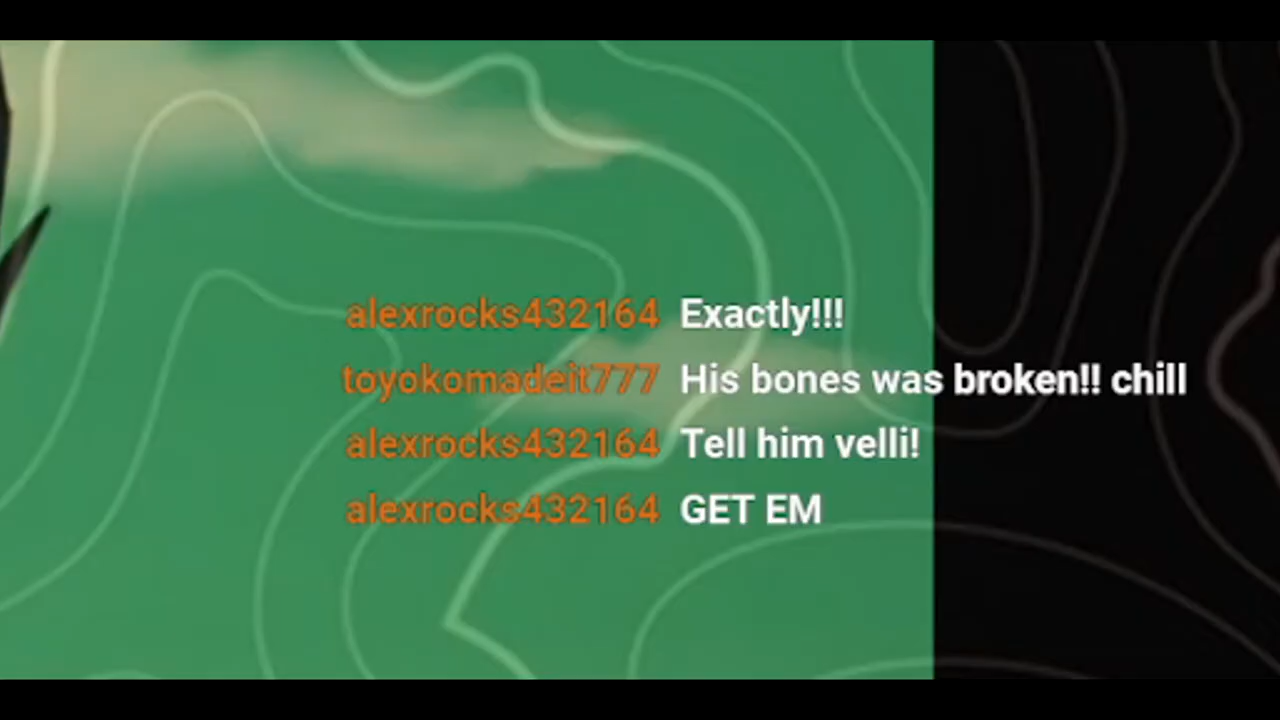 alexrocks432164 Exactly!!!
toyokomadeit777 His bones was broken!! chill
alexrocks432164 Tell him velli!
alexrocks432164 GET EM